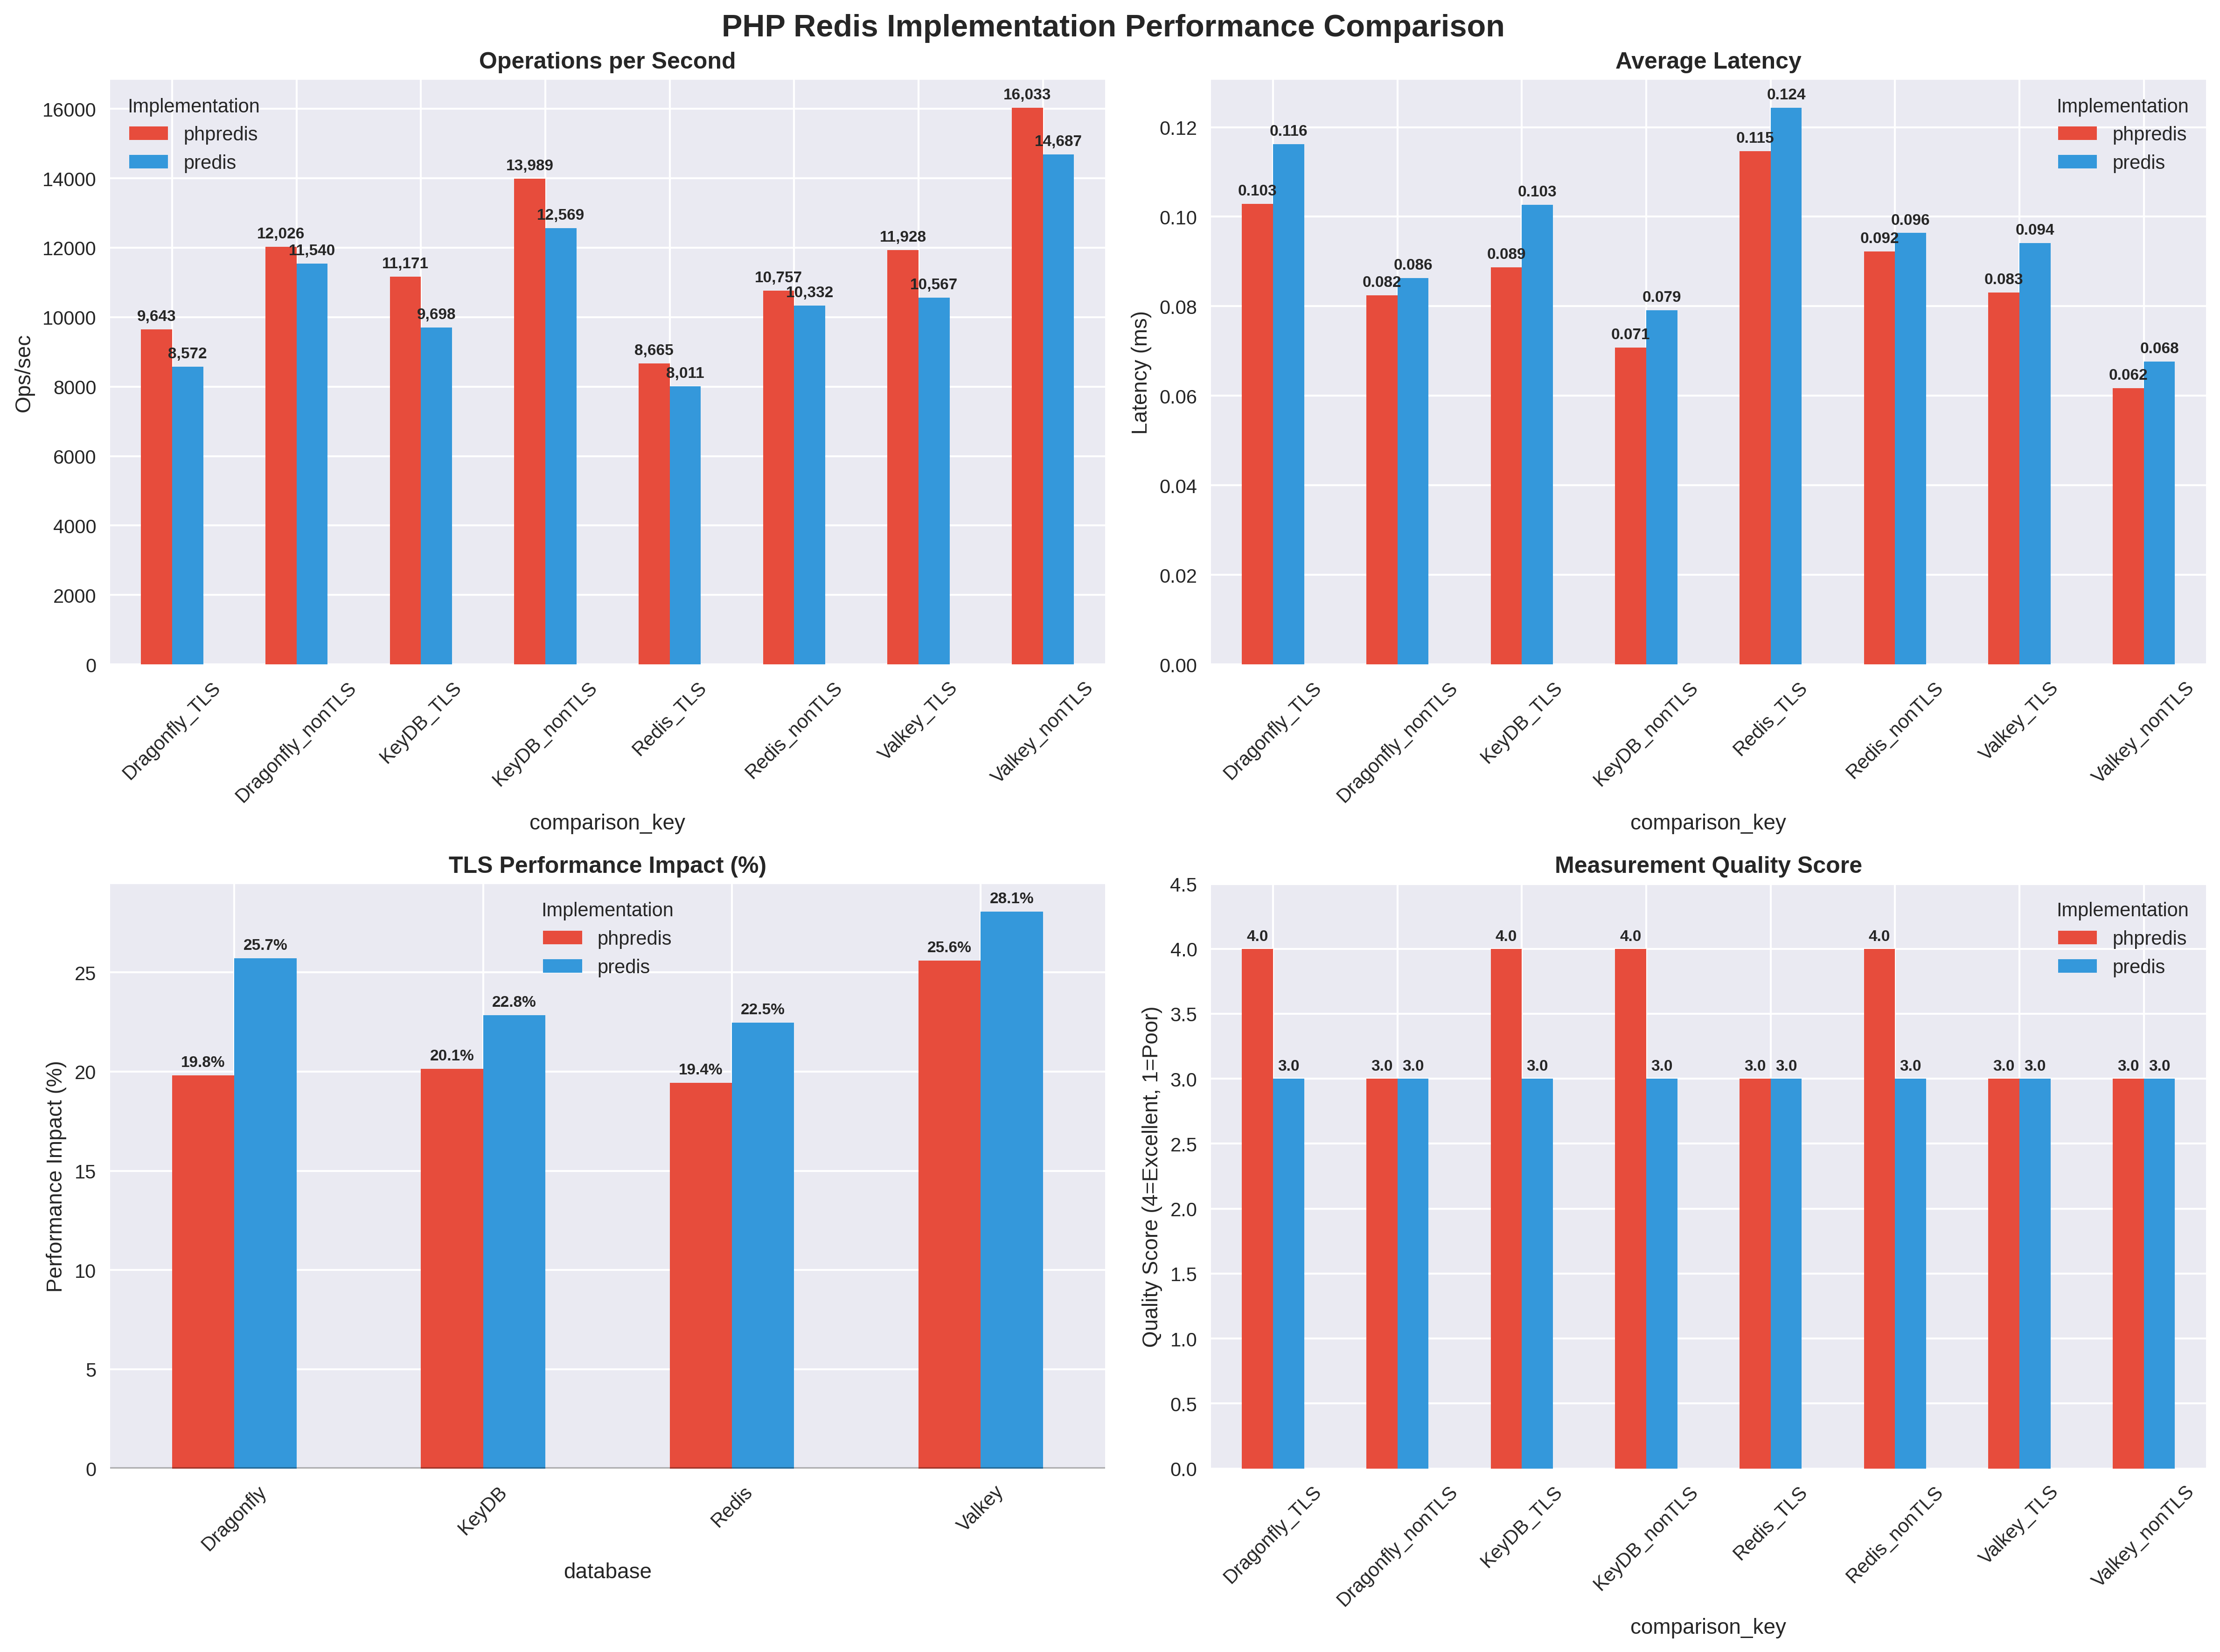 PHP Redis Implementation Performance Comparison
Operations per Second
Ops/sec
16000
14000
12000
10000
8000
6000
4000
2000
0
Implementation
phpredis
predis
9,643
8,572
12,026
11,540
11,171
9,698
13,989
12,569
8,665
8,011
10,757
10,332
11,928
10,567
16,033
14,687
Dragonfly_TLS
Dragonfly_nonTLS
KeyDB_TLS
KeyDB_nonTLS
Redis_TLS
Redis_nonTLS
Valkey_TLS
Valkey_nonTLS
comparison_key
Average Latency
Latency (ms)
0.12
0.10
0.08
0.06
0.04
0.02
0.00
Implementation
phpredis
predis
0.103
0.116
0.082
0.086
0.089
0.103
0.071
0.079
0.115
0.124
0.092
0.096
0.083
0.094
0.062
0.068
Dragonfly_TLS
Dragonfly_nonTLS
KeyDB_TLS
KeyDB_nonTLS
Redis_TLS
Redis_nonTLS
Valkey_TLS
Valkey_nonTLS
comparison_key
TLS Performance Impact (%)
Performance Impact (%)
25
20
15
10
5
0
Implementation
phpredis
predis
19.8%
25.7%
20.1%
22.8%
19.4%
22.5%
25.6%
28.1%
Dragonfly
KeyDB
Redis
Valkey
database
Measurement Quality Score
Quality Score (4=Excellent, 1=Poor)
4.5
4.0
3.5
3.0
2.5
2.0
1.5
1.0
0.5
0.0
Implementation
phpredis
predis
4.0
3.0
3.0
3.0
4.0
3.0
4.0
3.0
3.0
3.0
4.0
3.0
3.0
3.0
3.0
3.0
Dragonfly_TLS
Dragonfly_nonTLS
KeyDB_TLS
KeyDB_nonTLS
Redis_TLS
Redis_nonTLS
Valkey_TLS
Valkey_nonTLS
comparison_key